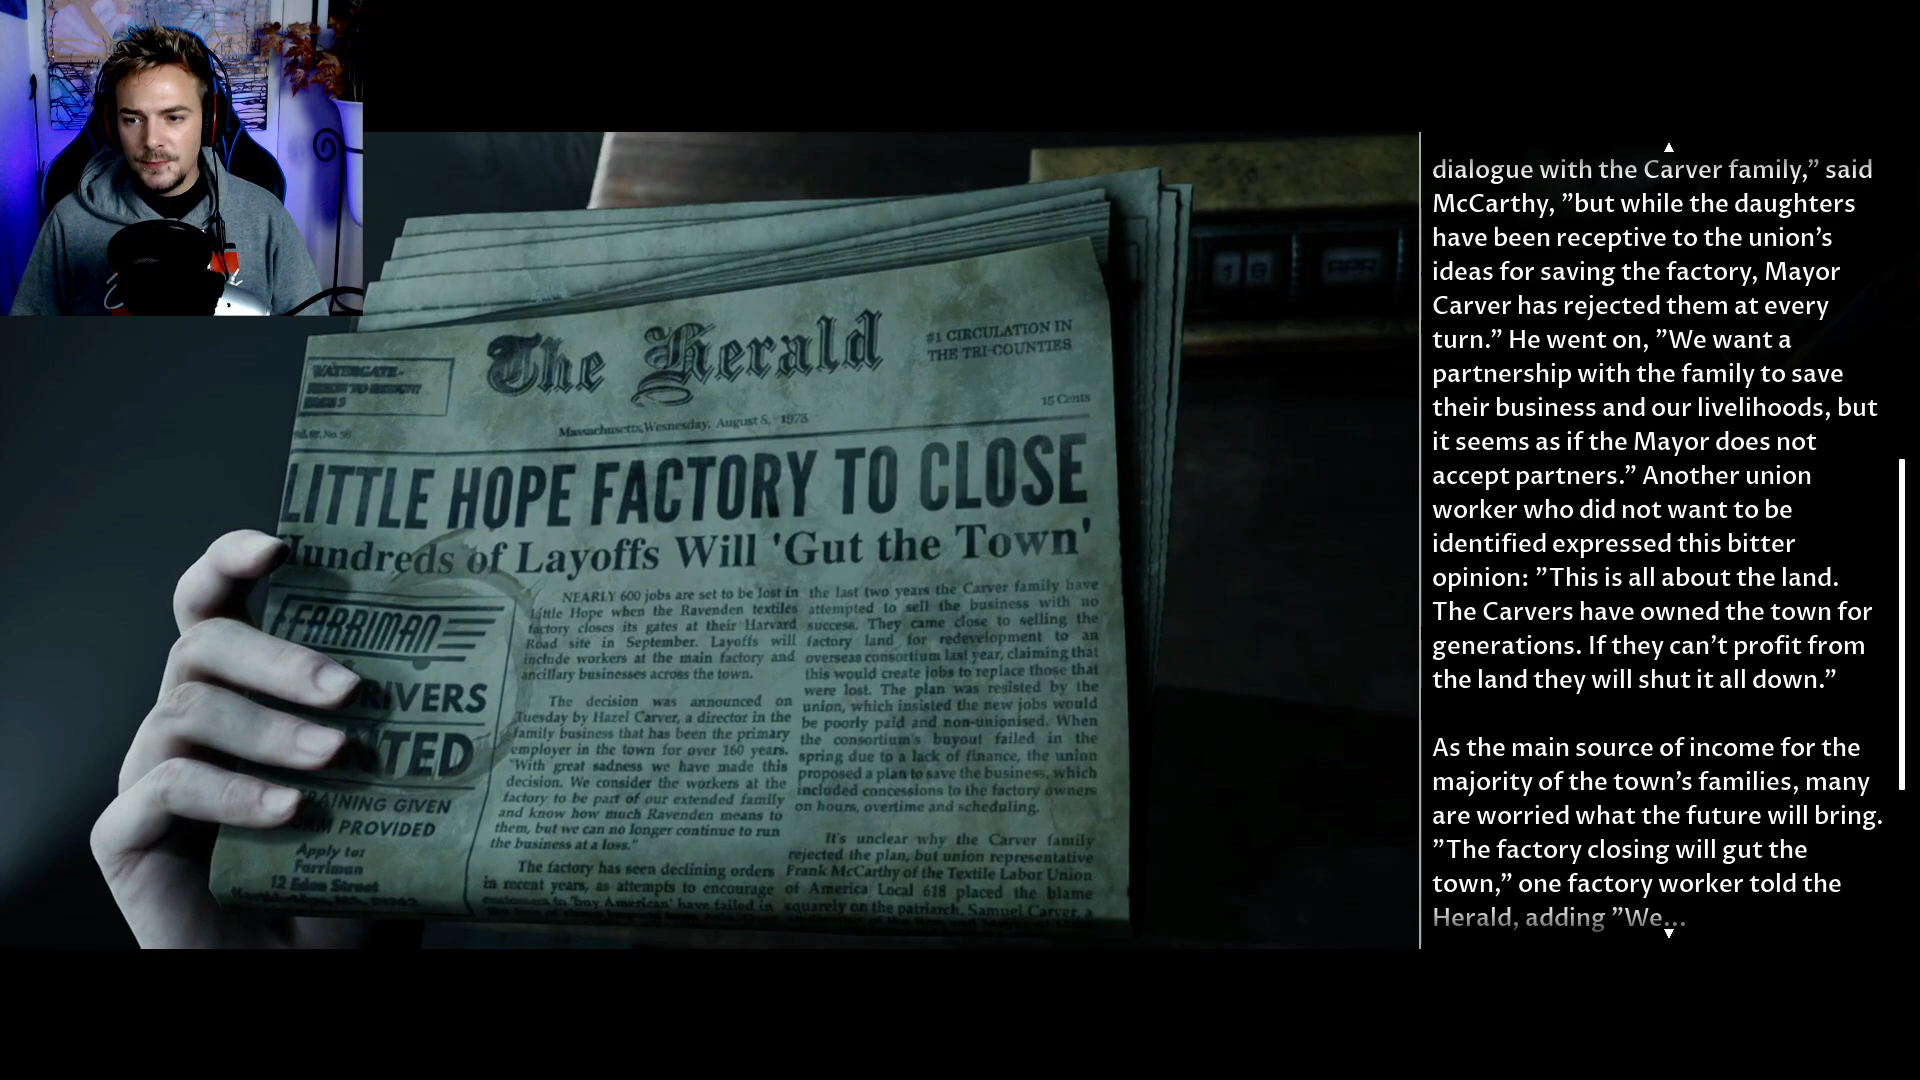 The Herald
#1 CIRCULATION IN
THE TRI-COUNTIES
WATERGATE-
15 Cents
Massachusetts, Wesnesday, August 8, 1973
LITTLE HOPE FACTORY TO CLOSE
Hundreds of Layoffs Will 'Gut the Town'
FARRIMAN
RIVERS
TED
RAINING GIVEN
RM PROVIDED
Apply to:
Farriman
12 Eden Street
NEARLY 600 jobs are set to be lost in
Little Hope when the Ravenden textiles
factory closes its gates at their Harvard
Road site in September. Layoffs will
include workers at the main factory and
ancillary businesses across the town.
The decision was announced on
Tuesday by Hazel Carver, a director in the
family business that has been the primary
employer in the town for over 160 years.
"With great sadness we have made this
decision. We consider the workers at the
factory to be part of our extended family
and know how much Ravenden means to
them, but we can no longer continue to run
the business at a loss."
The factory has seen declining orders
in recent years, as attempts to encourage
customers to 'buy American' have failed in
the last two years the Carver family have
attempted to sell the business with no
success. They came close to selling the
factory land for redevelopment to an
overseas consortium last year, claiming that
this would create jobs to replace those that
were lost. The plan was resisted by the
union, which insisted the new jobs would
be poorly paid and non-unionised. When
the consortium's buyout failed in the
spring due to a lack of finance, the union
proposed a plan to save the business, which
included concessions to the factory owners
on hours, overtime and scheduling.
It's unclear why the Carver family
rejected the plan, but union representative
Frank McCarthy of the Textile Labor Union
of America Local 618 placed the blame
squarely on the patriarch, Samuel Carver, a
18 APR
dialogue with the Carver family,” said
McCarthy, ”but while the daughters
have been receptive to the union’s
ideas for saving the factory, Mayor
Carver has rejected them at every
turn.” He went on, ”We want a
partnership with the family to save
their business and our livelihoods, but
it seems as if the Mayor does not
accept partners.” Another union
worker who did not want to be
identified expressed this bitter
opinion: ”This is all about the land.
The Carvers have owned the town for
generations. If they can’t profit from
the land they will shut it all down.”
As the main source of income for the
majority of the town’s families, many
are worried what the future will bring.
”The factory closing will gut the
town,” one factory worker told the
Herald, adding ”We...